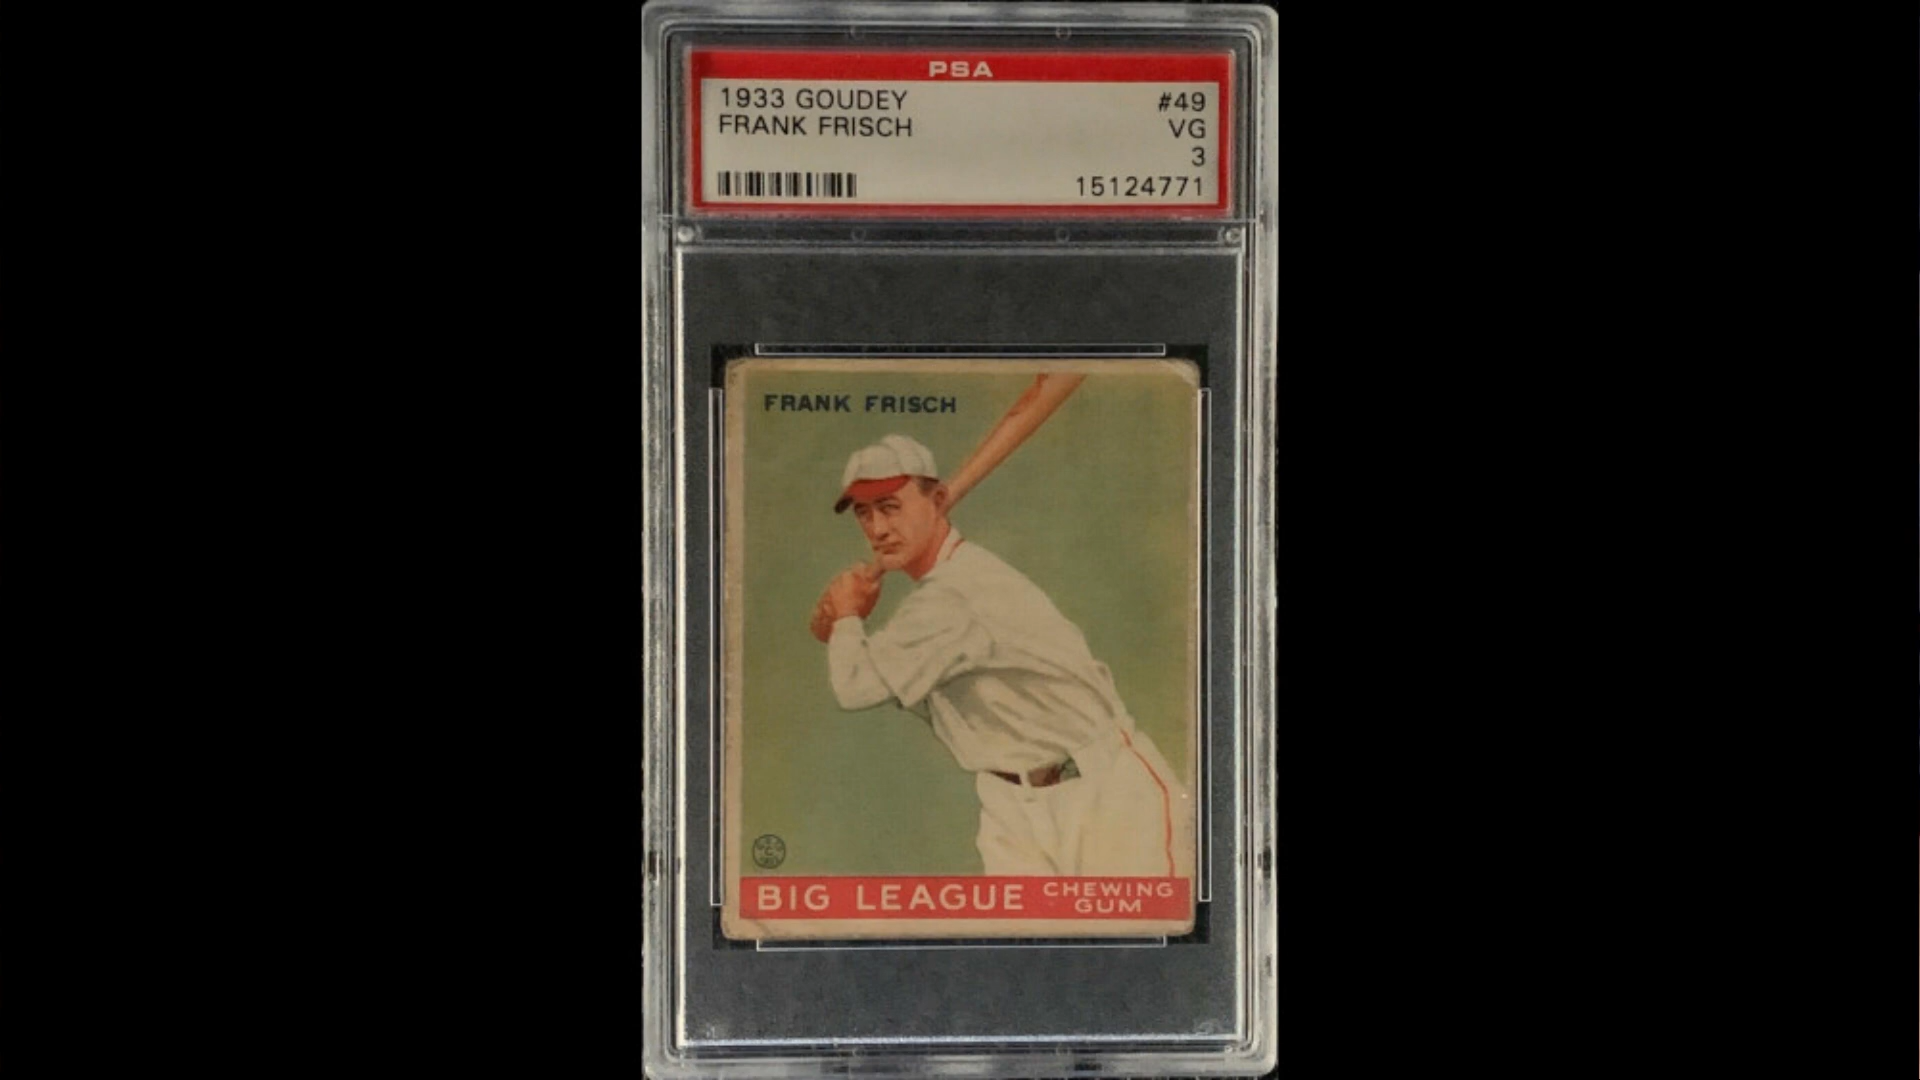 PSA
1933 GOUDEY #49
FRANK FRISCH VG
3
15124771
FRANK FRISCH
BIG LEAGUE CHEWING GUM